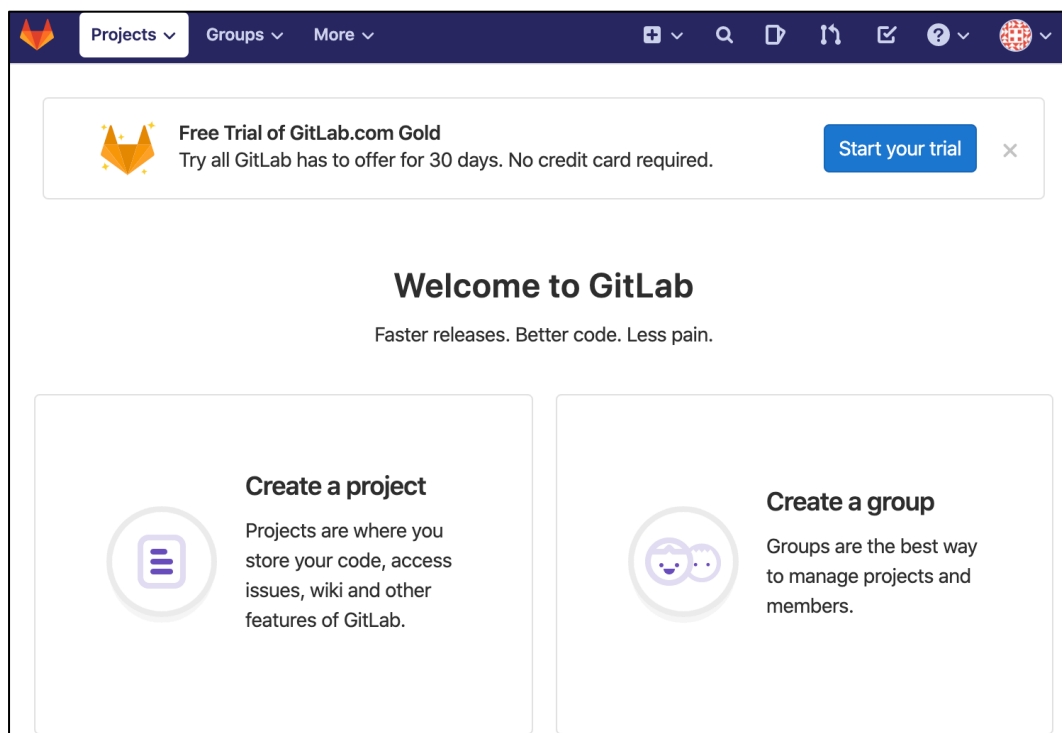 Projects Groups More
Free Trial of GitLab.com Gold
Try all GitLab has to offer for 30 days. No credit card required.
Start your trial
Welcome to GitLab
Faster releases. Better code. Less pain.
Create a project
Projects are where you
store your code, access
issues, wiki and other
features of GitLab.
Create a group
Groups are the best way
to manage projects and
members.